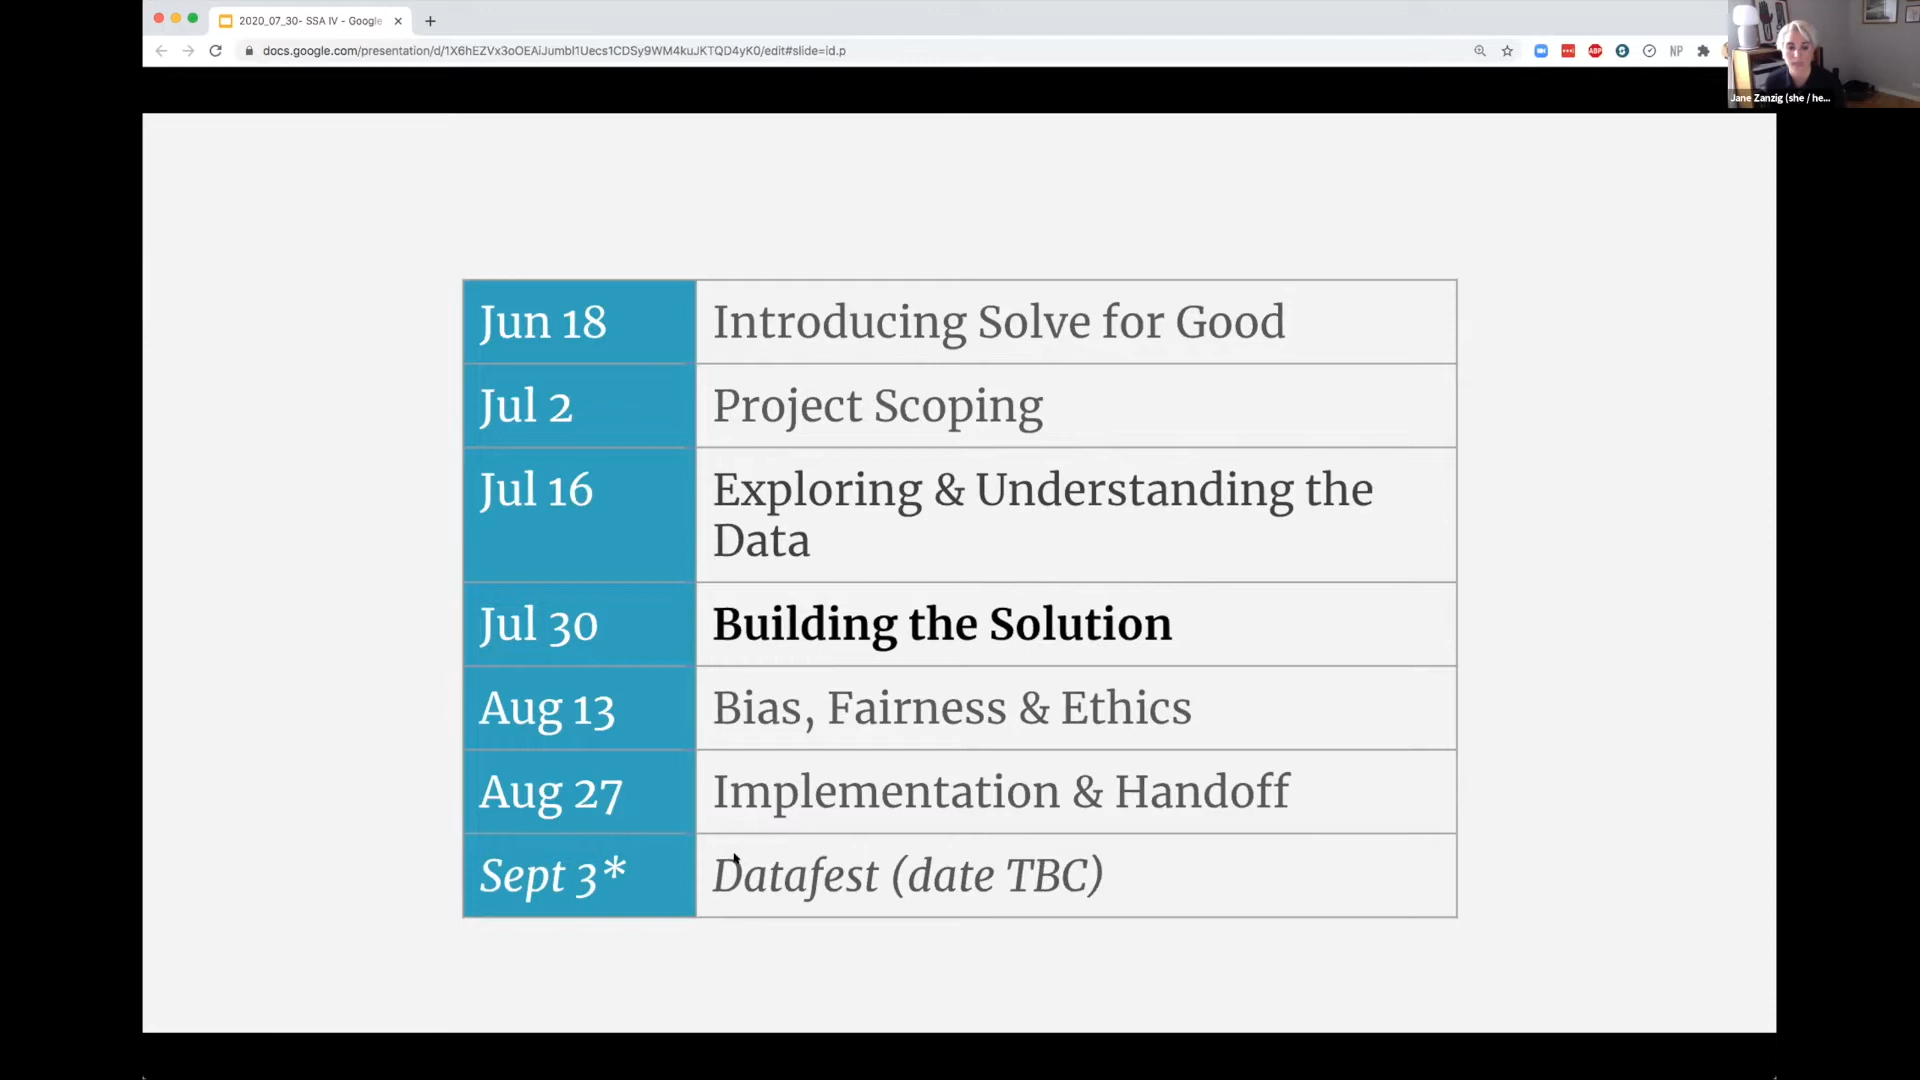 2020_07_30- SSA IV - Google
docs.google.com/presentation/d/1X6hEZVx3oOEAiJumbl1Uecs1CDSy9WM4kuJKTQD4yK0/edit#slide=id.p
ABP
NP
Jane Zanzig (she / he...
Jun 18 Introducing Solve for Good
Jul 2 Project Scoping
Jul 16 Exploring & Understanding the
Data
Jul 30 Building the Solution
Aug 13 Bias, Fairness & Ethics
Aug 27 Implementation & Handoff
Sept 3* Datafest (date TBC)